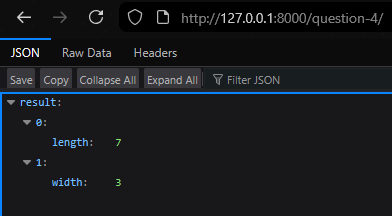 http://127.0.0.1:8000/question-4/
JSON Raw Data Headers
Save Copy Collapse All Expand All Filter JSON
result:
0:
length: 7
1:
width: 3